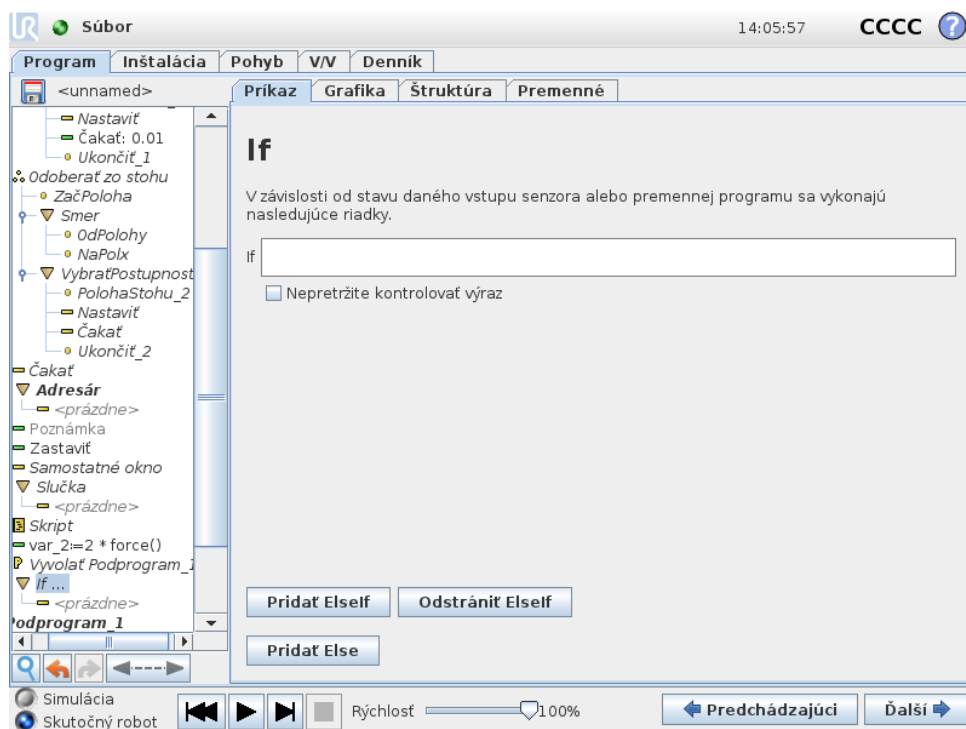 Súbor
14:05:57
CCCC
?
Program
Inštalácia
Pohyb
V/V
Denník
<unnamed>
Príkaz
Grafika
Štruktúra
Premenné
Nastaviť
Čakať: 0.01
Ukončiť_1
Odoberať zo stohu
ZačPoloha
Smer
OdPolohy
NaPolx
VybraťPostupnost
PolohaStohu_2
Nastaviť
Čakať
Ukončiť_2
Čakať
Adresár
<prázdne>
Poznámka
Zastaviť
Samostatné okno
Slučka
<prázdne>
Skript
var_2:=2 * force()
Vyvolať Podprogram_1
If ...
<prázdne>
Podprogram_1
If
V závislosti od stavu daného vstupu senzora alebo premennej programu sa vykonajú
nasledujúce riadky.
If
Nepretržite kontrolovať výraz
Pridať ElseIf
Odstrániť ElseIf
Pridať Else
Simulácia
Skutočný robot
Rýchlosť
100%
Predchádzajúci
Ďalší